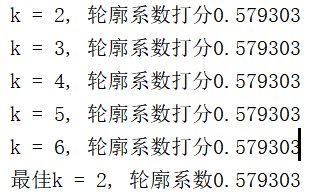 k = 2, 轮廓系数打分0.579303
k = 3, 轮廓系数打分0.579303
k = 4, 轮廓系数打分0.579303
k = 5, 轮廓系数打分0.579303
k = 6, 轮廓系数打分0.579303
最佳k = 2, 轮廓系数0.579303